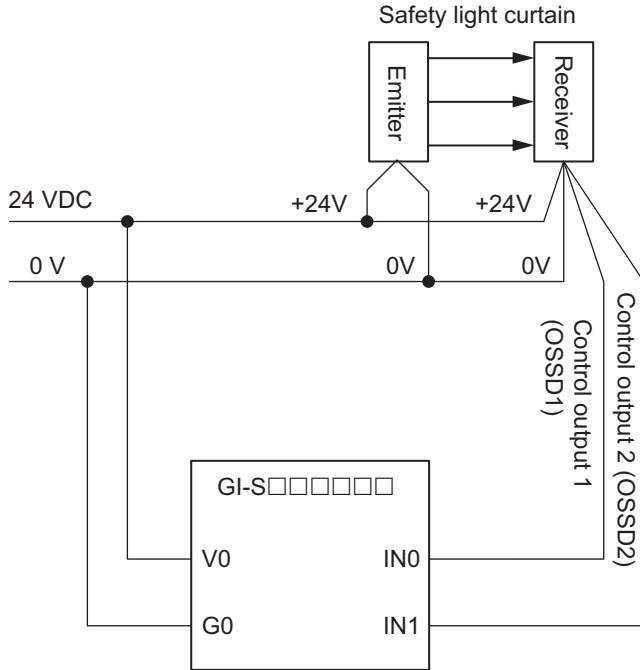 Safety light curtain
Emitter
Receiver
24 VDC
+24V
+24V
0 V
0V
0V
Control output 1
(OSSD1)
Control output 2 (OSSD2)
GI-S□□□□□□
V0
IN0
G0
IN1